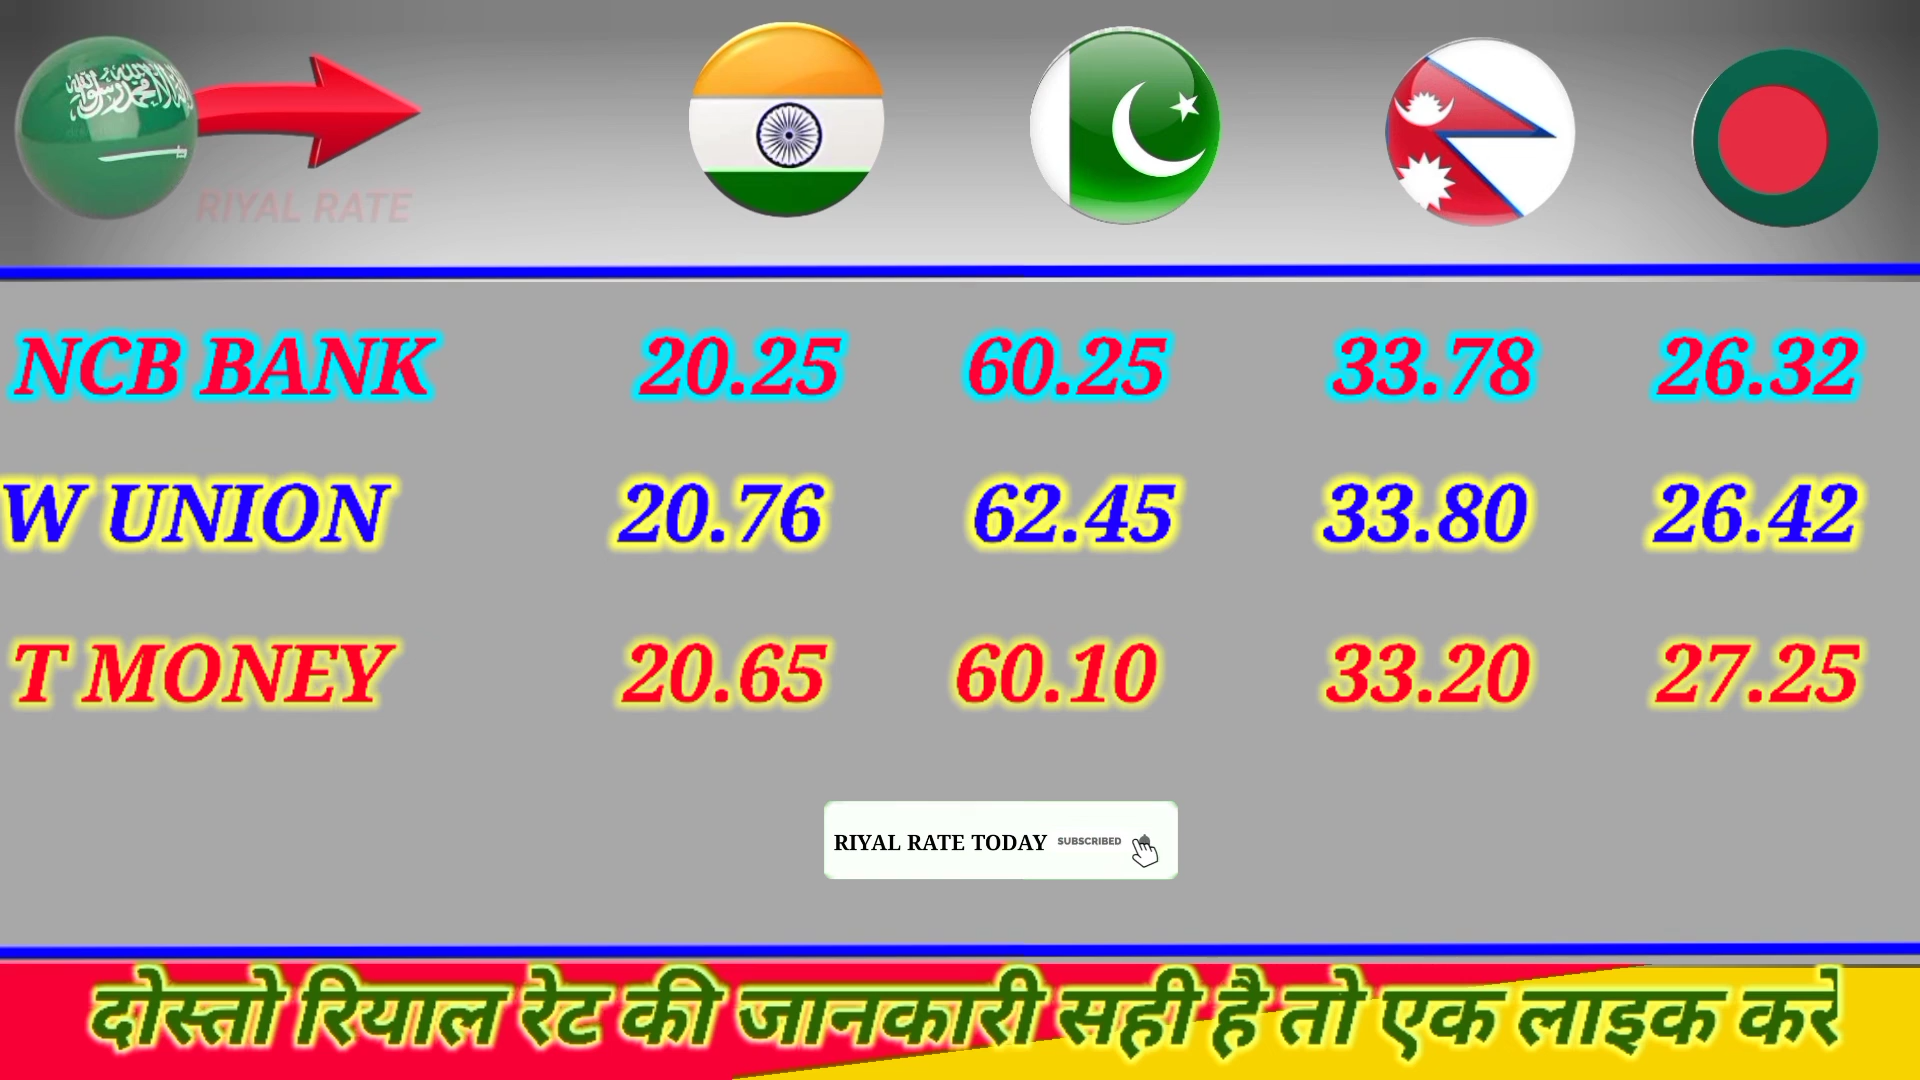 RIYAL RATE
NCB BANK 20.25 60.25 33.78 26.32
W UNION 20.76 62.45 33.80 26.42
T MONEY 20.65 60.10 33.20 27.25
RIYAL RATE TODAY SUBSCRIBED
दोस्तो रियाल रेट की जानकारी सही है तो एक लाइक करे